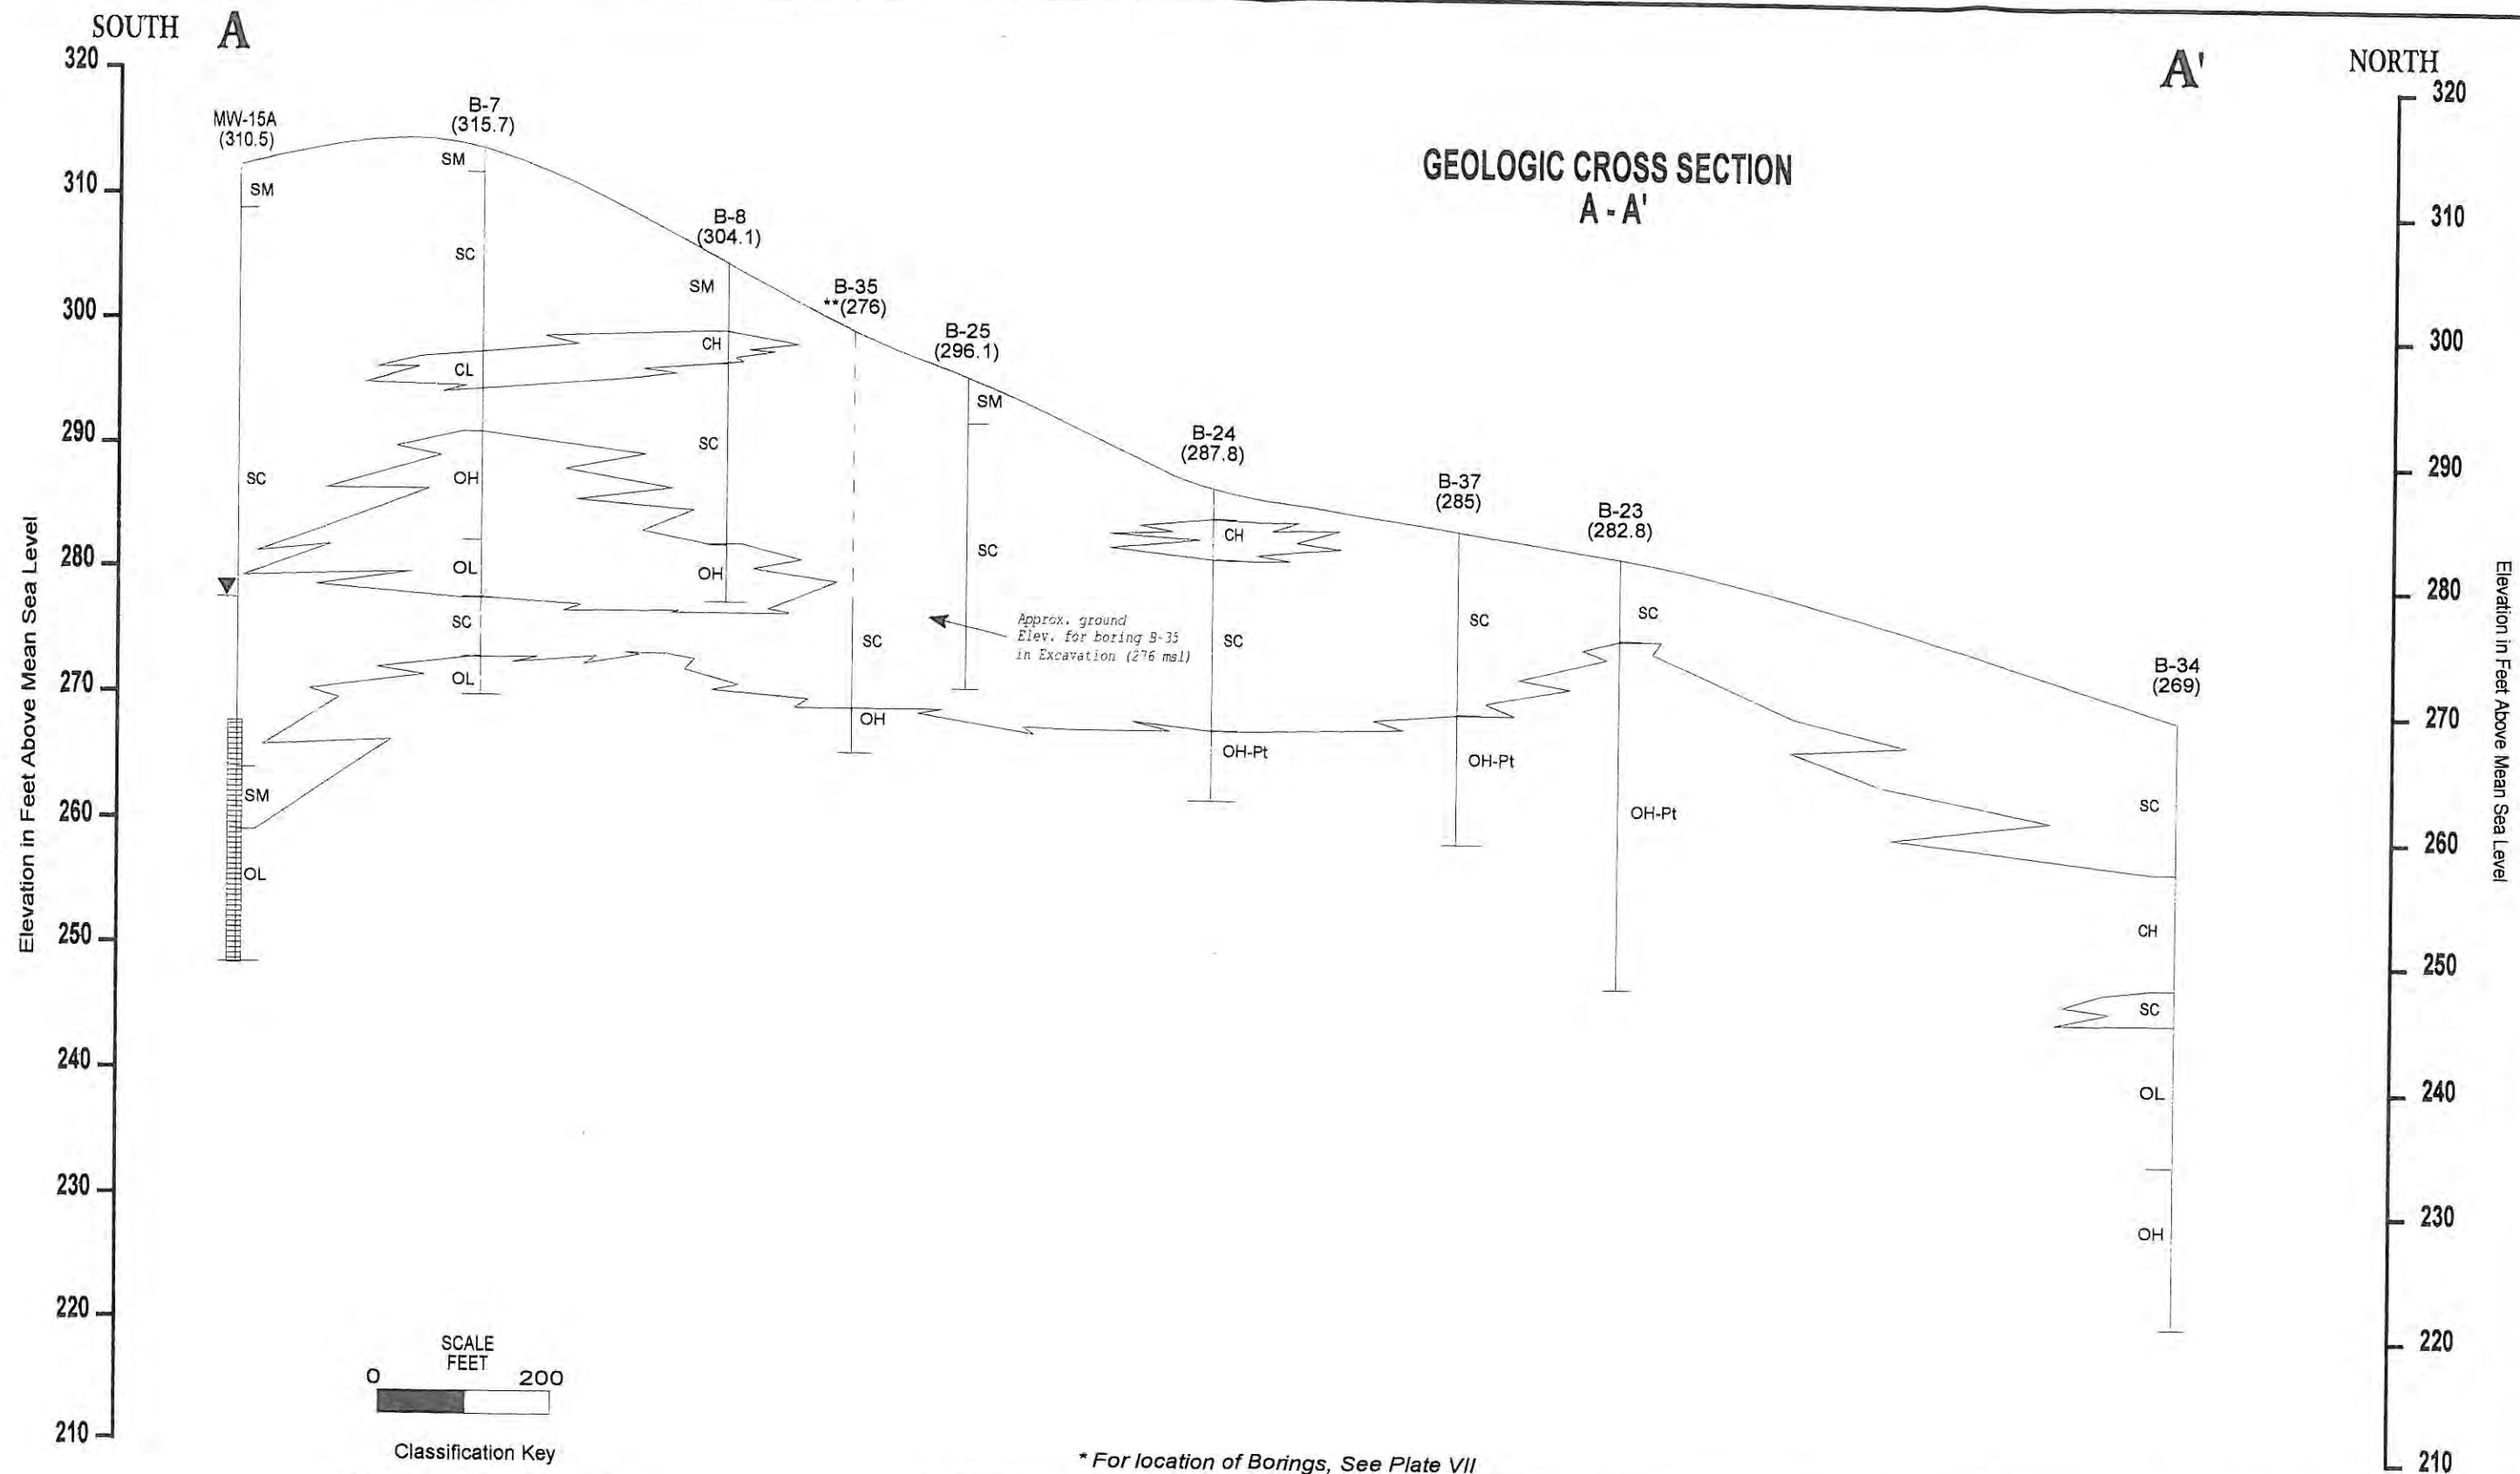 SOUTH A
A' NORTH
320
310
300
290
280
270
260
250
240
230
220
210
Elevation in Feet Above Mean Sea Level
GEOLOGIC CROSS SECTION
A - A'
MW-15A
(310.5)
SM
SC
SM
OL
B-7
(315.7)
SM
SC
CL
OH
OL
SC
OL
B-8
(304.1)
SM
CH
SC
OH
B-35
**(276)
SC
OH
B-25
(296.1)
SM
SC
Approx. ground
Elev. for boring B-35
in Excavation (276 msl)
B-24
(287.8)
CH
SC
OH-Pt
B-37
(285)
SC
OH-Pt
B-23
(282.8)
SC
OH-Pt
B-34
(269)
SC
CH
SC
OL
OH
320
310
300
290
280
270
260
250
240
230
220
210
Elevation in Feet Above Mean Sea Level
SCALE
FEET
0 200
Classification Key
* For location of Borings, See Plate VII